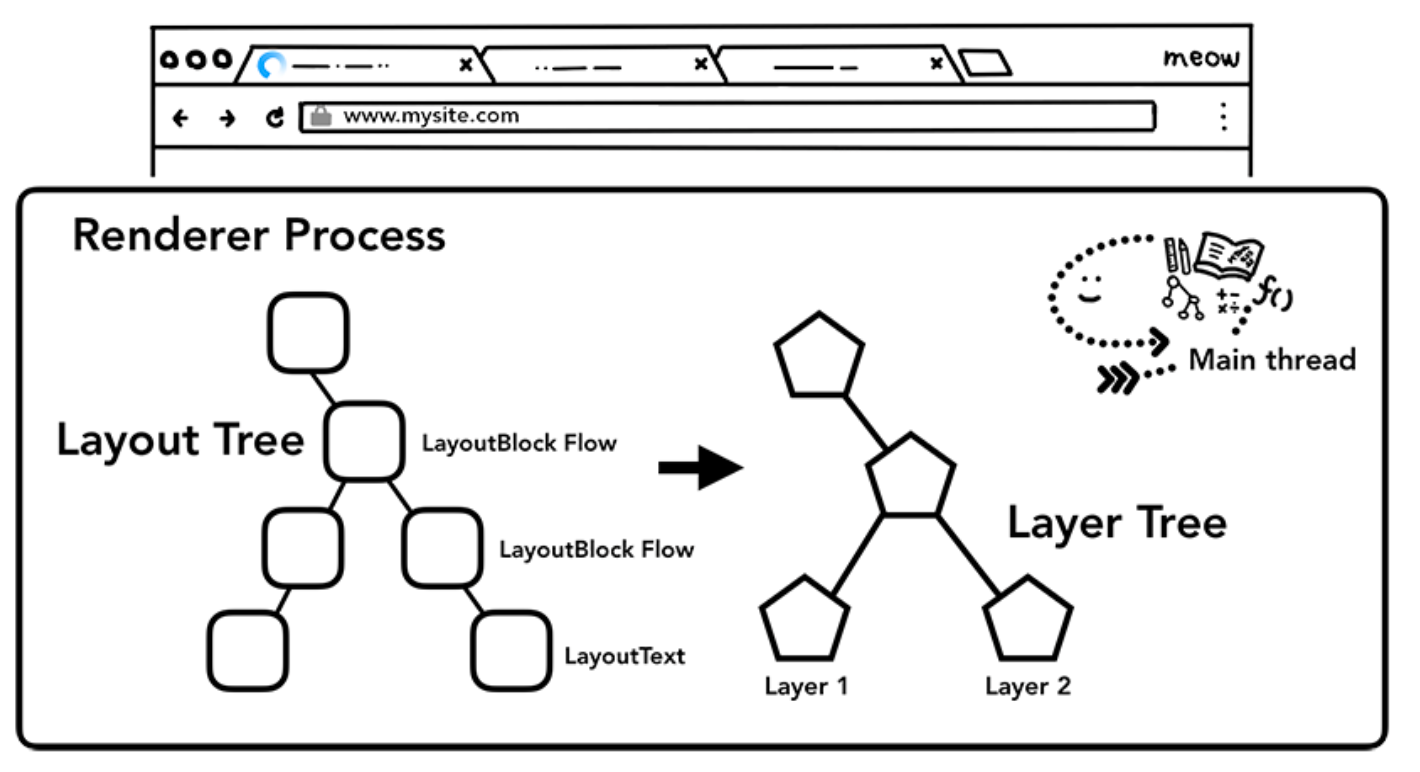 meow
www.mysite.com
Renderer Process
f()
+-
×÷
Main thread
Layout Tree
LayoutBlock Flow
Layer Tree
LayoutBlock Flow
LayoutText
Layer 1
Layer 2